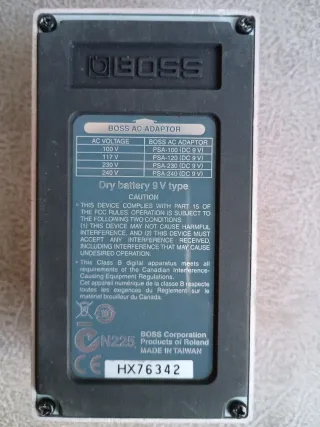 BOSS
BOSS AC ADAPTOR
AC VOLTAGE BOSS AC ADAPTOR
100 V PSA-100 (DC 9 V)
117 V PSA-120 (DC 9 V)
230 V PSA-230 (DC 9 V)
240 V PSA-240 (DC 9 V)
Dry battery 9 V type
CAUTION
• THIS DEVICE COMPLIES WITH PART 15 OF
THE FCC RULES. OPERATION IS SUBJECT TO
THE FOLLOWING TWO CONDITIONS.
(1) THIS DEVICE MAY NOT CAUSE HARMFUL
INTERFERENCE, AND (2) THIS DEVICE MUST
ACCEPT ANY INTERFERENCE RECEIVED,
INCLUDING INTERFERENCE THAT MAY CAUSE
UNDESIRED OPERATION.
• This Class B digital apparatus meets all
requirements of the Canadian Interference-
Causing Equipment Regulations.
Cet appareil numérique de la classe B respecte
toutes les exigences du Règlement sur le
matériel brouilleur du Canada.
N225
BOSS Corporation
Products of Roland
MADE IN TAIWAN
CE
HX76342